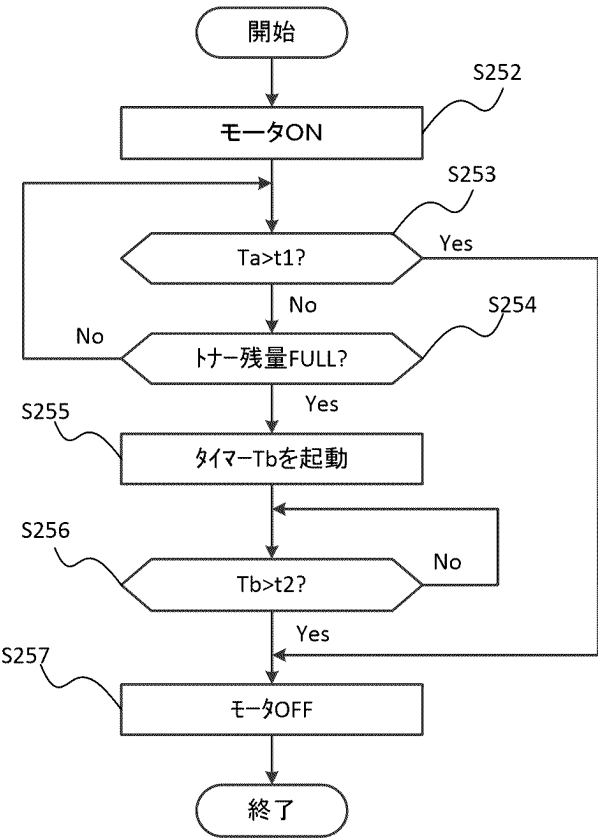 開始
S252
モータON
S253
Ta>t1?
Yes
No
S254
No
ﾄﾅｰ残量FULL?
Yes
S255
ﾀｲﾏｰTbを起動
S256
No
Tb>t2?
Yes
S257
ﾓｰﾀOFF
終了